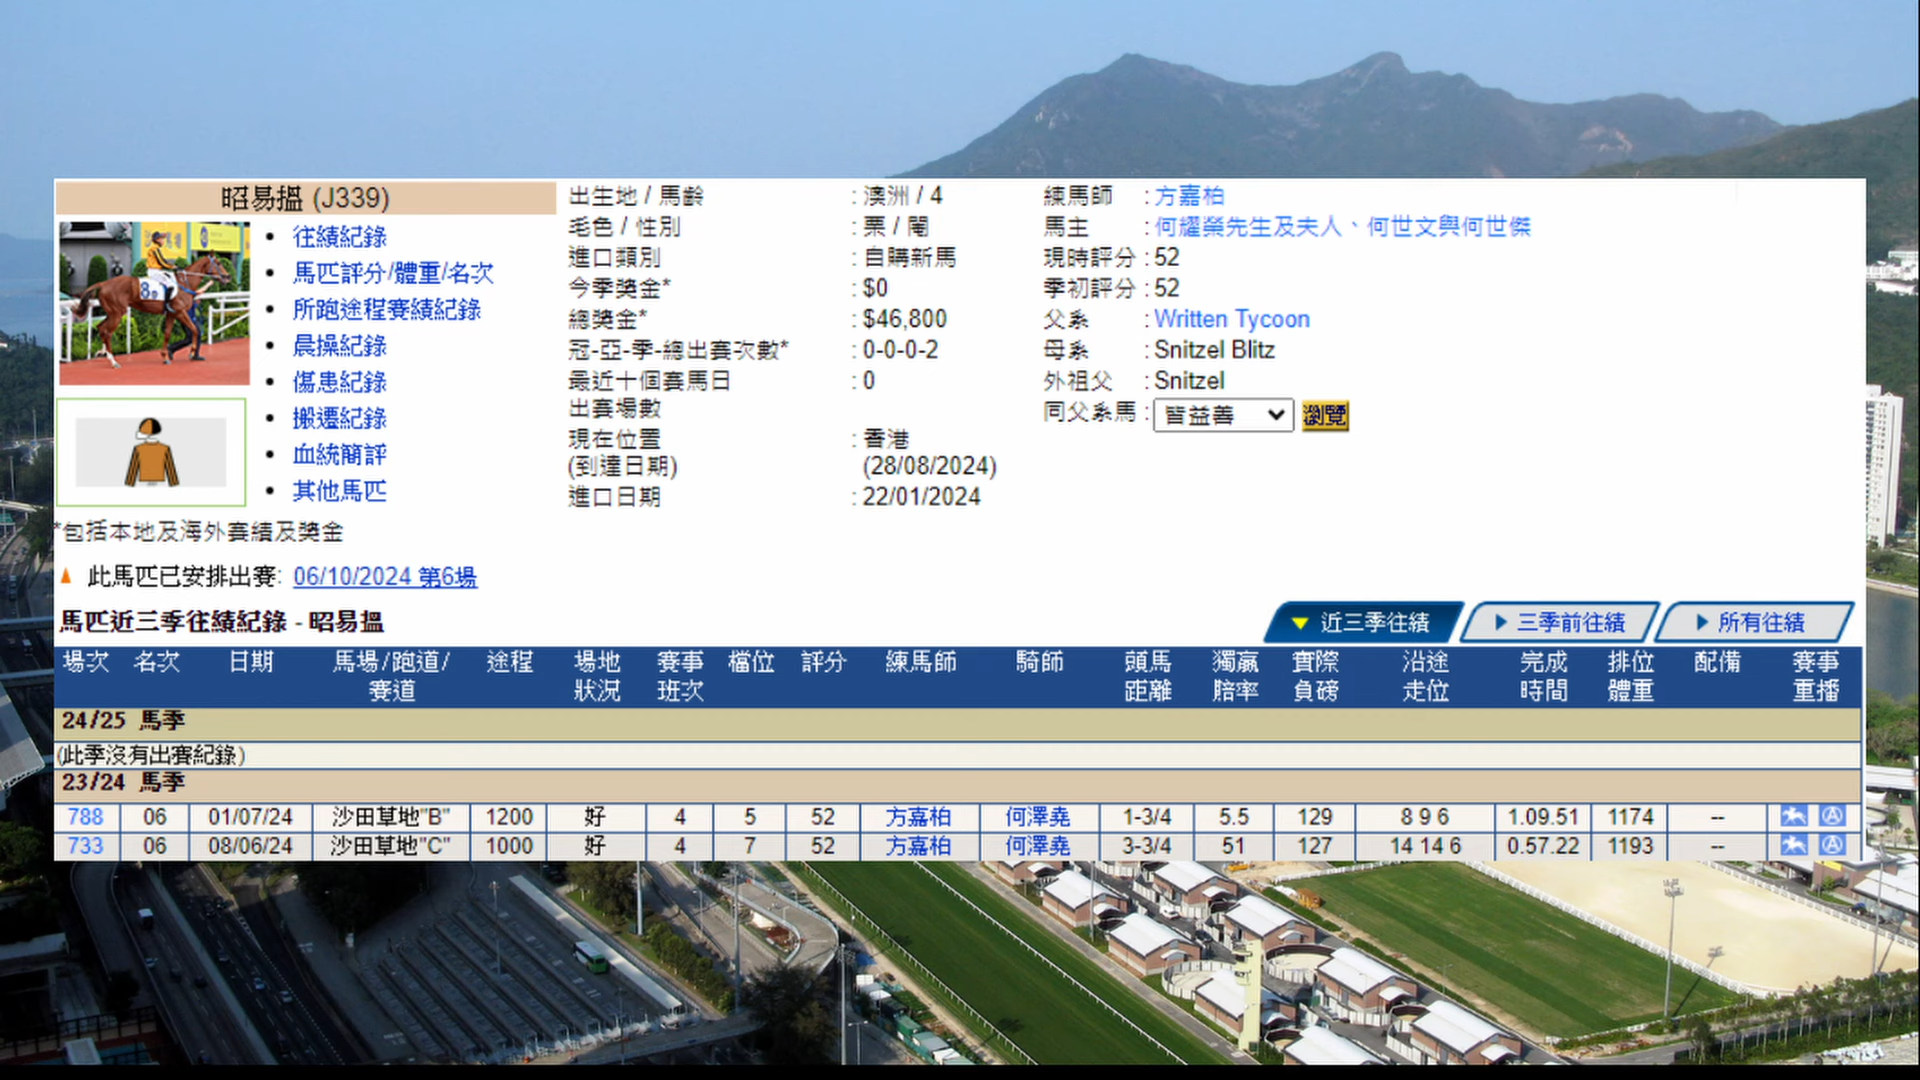 昭易搵 (J339)
往績紀錄
馬匹評分/體重/名次
所跑途程賽績紀錄
晨操紀錄
傷患紀錄
搬遷紀錄
血統簡評
其他馬匹
出生地 / 馬齡 : 澳洲 / 4
毛色 / 性別 : 栗 / 閹
進口類別 : 自購新馬
今季獎金* : $0
總獎金* : $46,800
冠-亞-季-總出賽次數* : 0-0-0-2
最近十個賽馬日 : 0
出賽場數
現在位置 : 香港
(到達日期) (28/08/2024)
進口日期 : 22/01/2024
練馬師 : 方嘉柏
馬主 : 何耀榮先生及夫人、何世文與何世傑
現時評分 : 52
季初評分 : 52
父系 : Written Tycoon
母系 : Snitzel Blitz
外祖父 : Snitzel
同父系馬 : 皆益善 瀏覽
*包括本地及海外賽績及獎金
此馬匹已安排出賽: 06/10/2024 第6場
馬匹近三季往績紀錄 - 昭易搵
近三季往績 三季前往績 所有往績
場次 名次 日期 馬場/跑道/賽道 途程 場地狀況 賽事班次 檔位 評分 練馬師 騎師 頭馬距離 獨贏賠率 實際負磅 沿途走位 完成時間 排位體重 配備 賽事重播
24/25 馬季
(此季沒有出賽紀錄)
23/24 馬季
788 06 01/07/24 沙田草地"B" 1200 好 4 5 52 方嘉柏 何澤堯 1-3/4 5.5 129 8 9 6 1.09.51 1174 --
733 06 08/06/24 沙田草地"C" 1000 好 4 7 52 方嘉柏 何澤堯 3-3/4 51 127 14 14 6 0.57.22 1193 --